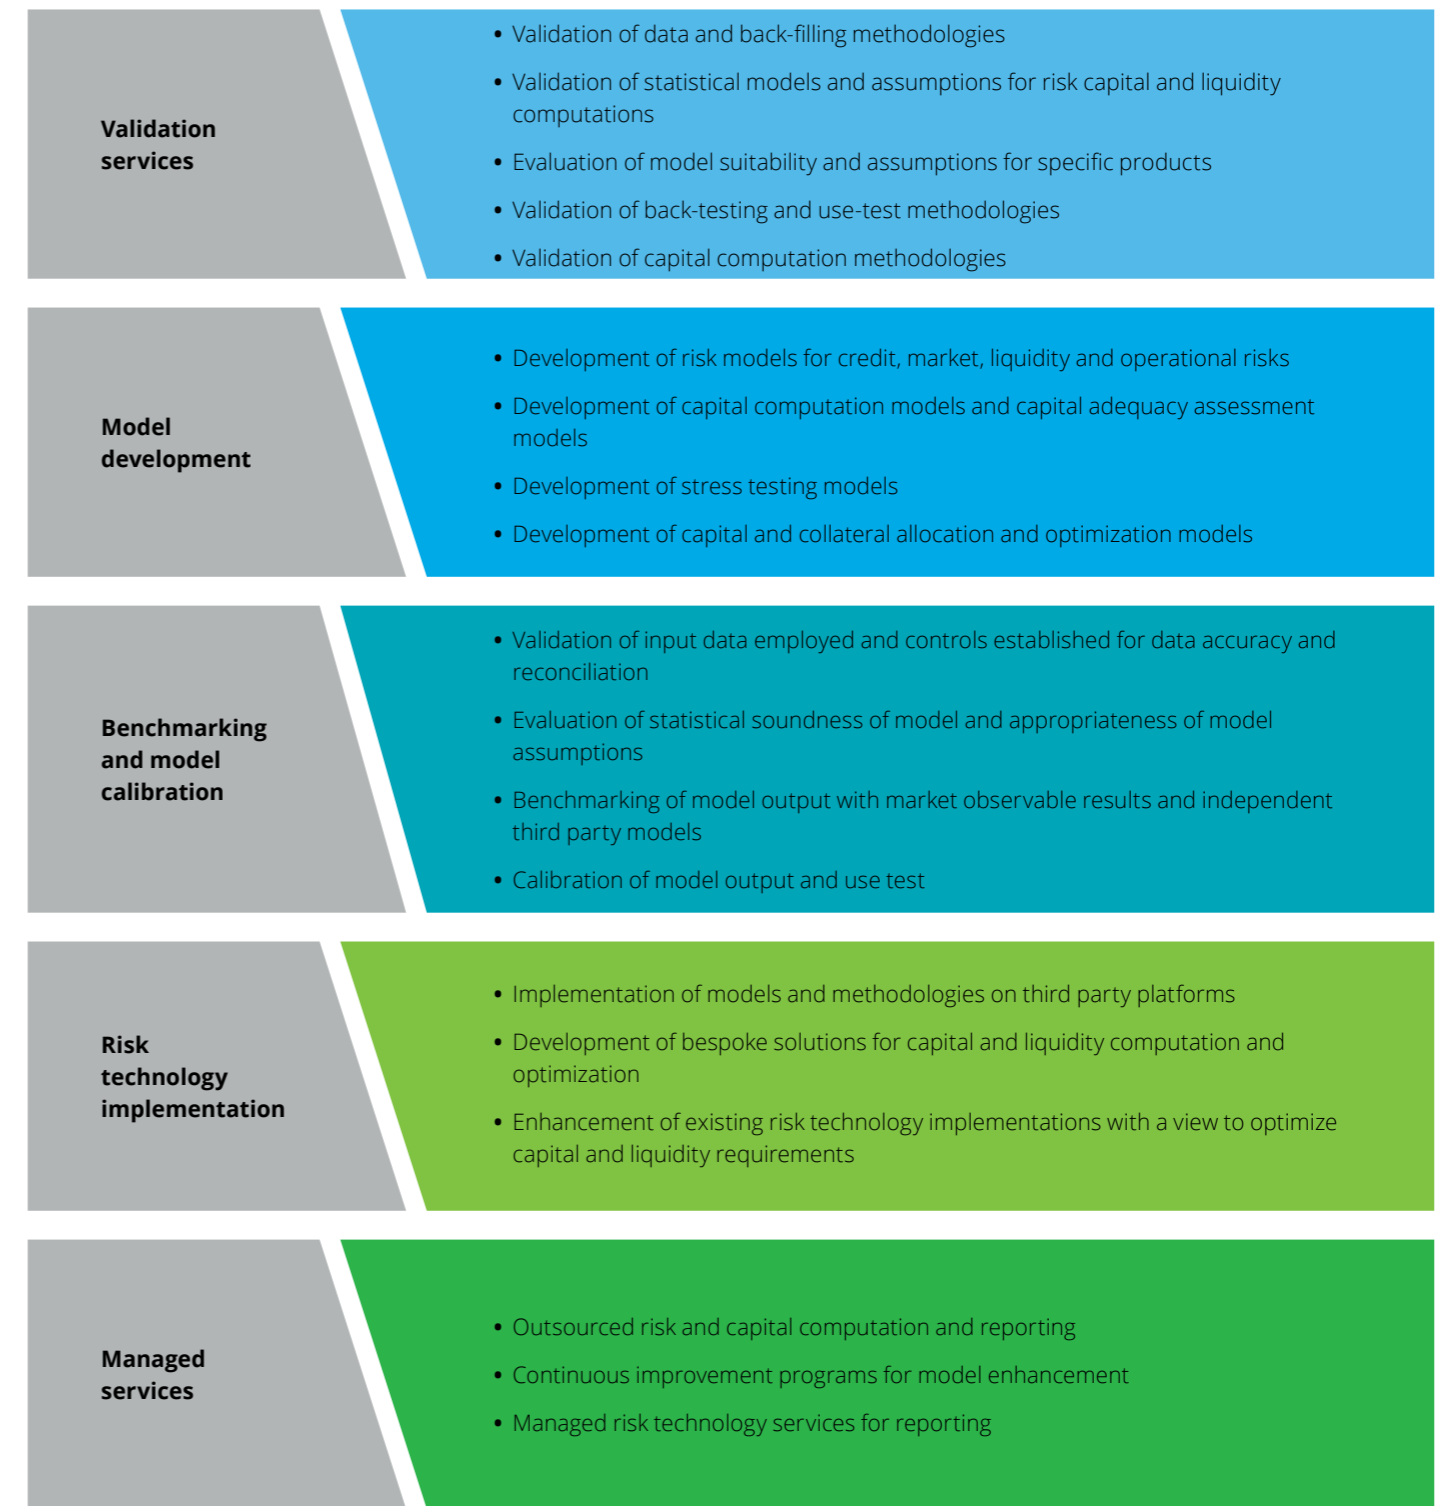 Validation
services
• Validation of data and back-filling methodologies
• Validation of statistical models and assumptions for risk capital and liquidity
computations
• Evaluation of model suitability and assumptions for specific products
• Validation of back-testing and use-test methodologies
• Validation of capital computation methodologies
Model
development
• Development of risk models for credit, market, liquidity and operational risks
• Development of capital computation models and capital adequacy assessment
models
• Development of stress testing models
• Development of capital and collateral allocation and optimization models
Benchmarking
and model
calibration
• Validation of input data employed and controls established for data accuracy and
reconciliation
• Evaluation of statistical soundness of model and appropriateness of model
assumptions
• Benchmarking of model output with market observable results and independent
third party models
• Calibration of model output and use test
Risk
technology
implementation
• Implementation of models and methodologies on third party platforms
• Development of bespoke solutions for capital and liquidity computation and
optimization
• Enhancement of existing risk technology implementations with a view to optimize
capital and liquidity requirements
Managed
services
• Outsourced risk and capital computation and reporting
• Continuous improvement programs for model enhancement
• Managed risk technology services for reporting